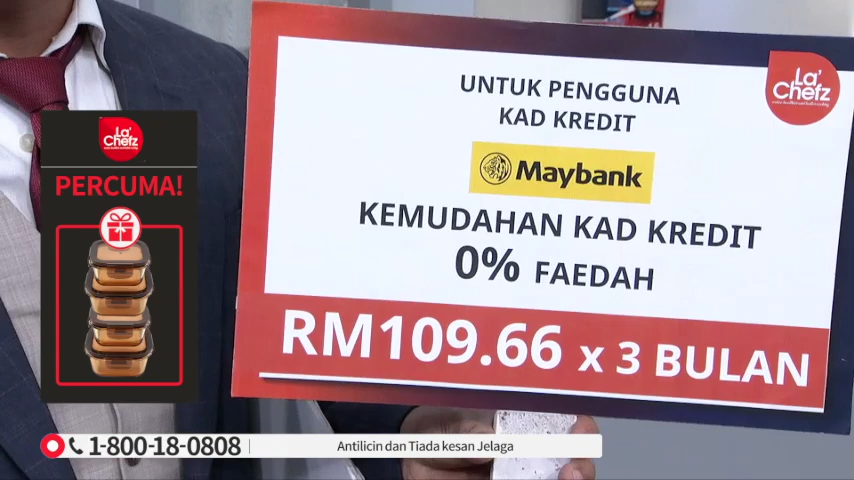 UNTUK PENGGUNA
KAD KREDIT
La'
Chefz
Maybank
KEMUDAHAN KAD KREDIT
0% FAEDAH
RM109.66 x 3 BULAN
La'
Chefz
PERCUMA!
1-800-18-0808
Antilicin dan Tiada kesan Jelaga